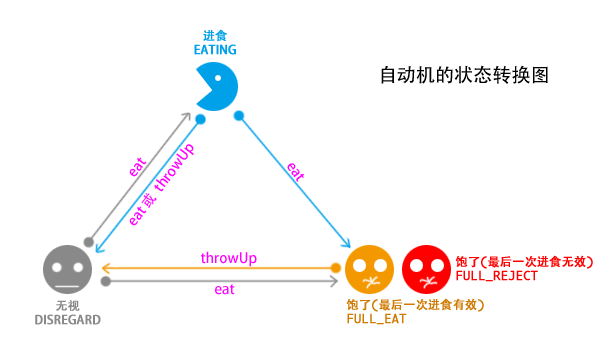 进食
EATING
自动机的状态转换图
eat
eat或 throwUp
eat
throwUp
eat
饱了(最后一次进食无效)
FULL_REJECT
无视
DISREGARD
饱了(最后一次进食有效)
FULL_EAT